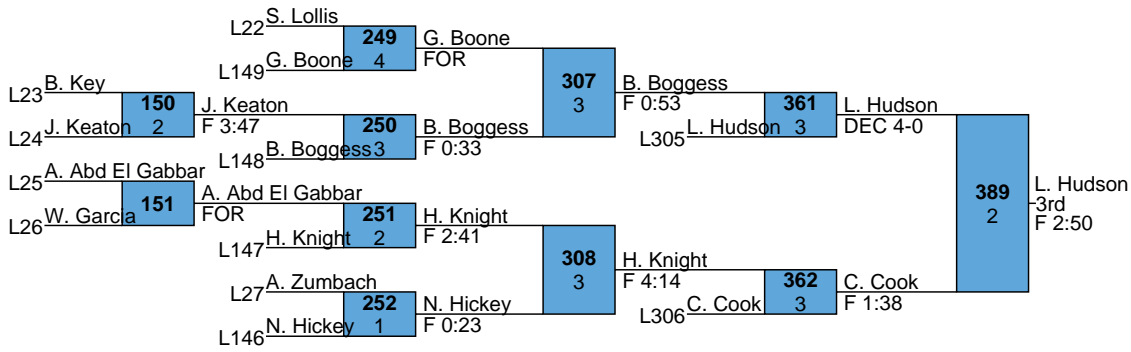 S. Lollis
L22
249
4
G. Boone
FOR
L149
G. Boone
B. Key
L23
150
2
J. Keaton
F 3:47
L24
J. Keaton
250
3
B. Boggess
F 0:33
L148
B. Boggess
307
3
B. Boggess
F 0:53
361
3
L305
L. Hudson
L. Hudson
DEC 4-0
L25
A. Abd El Gabbar
151
A. Abd El Gabbar
FOR
L26
W. Garcia
251
2
H. Knight
F 2:41
L147
H. Knight
308
3
H. Knight
F 4:14
L27
A. Zumbach
252
1
N. Hickey
F 0:23
L146
N. Hickey
362
3
L306
C. Cook
C. Cook
F 1:38
389
2
L. Hudson
3rd
F 2:50